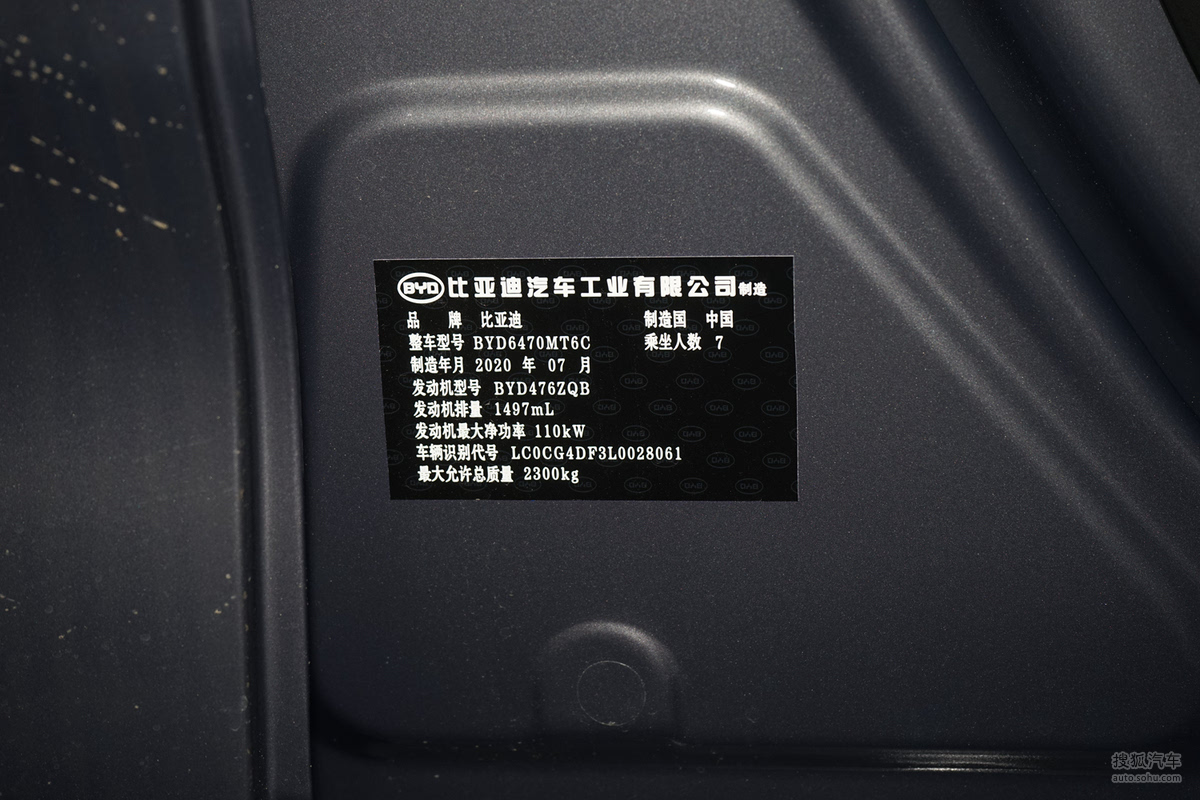 BYD 比亚迪汽车工业有限公司制造
品 牌 比亚迪 制造国 中国
整车型号 BYD6470MT6C 乘坐人数 7
制造年月 2020 年 07 月
发动机型号 BYD476ZQB
发动机排量 1497mL
发动机最大净功率 110kW
车辆识别代号 LC0CG4DF3L0028061
最大允许总质量 2300kg
搜狐汽车
auto.sohu.com